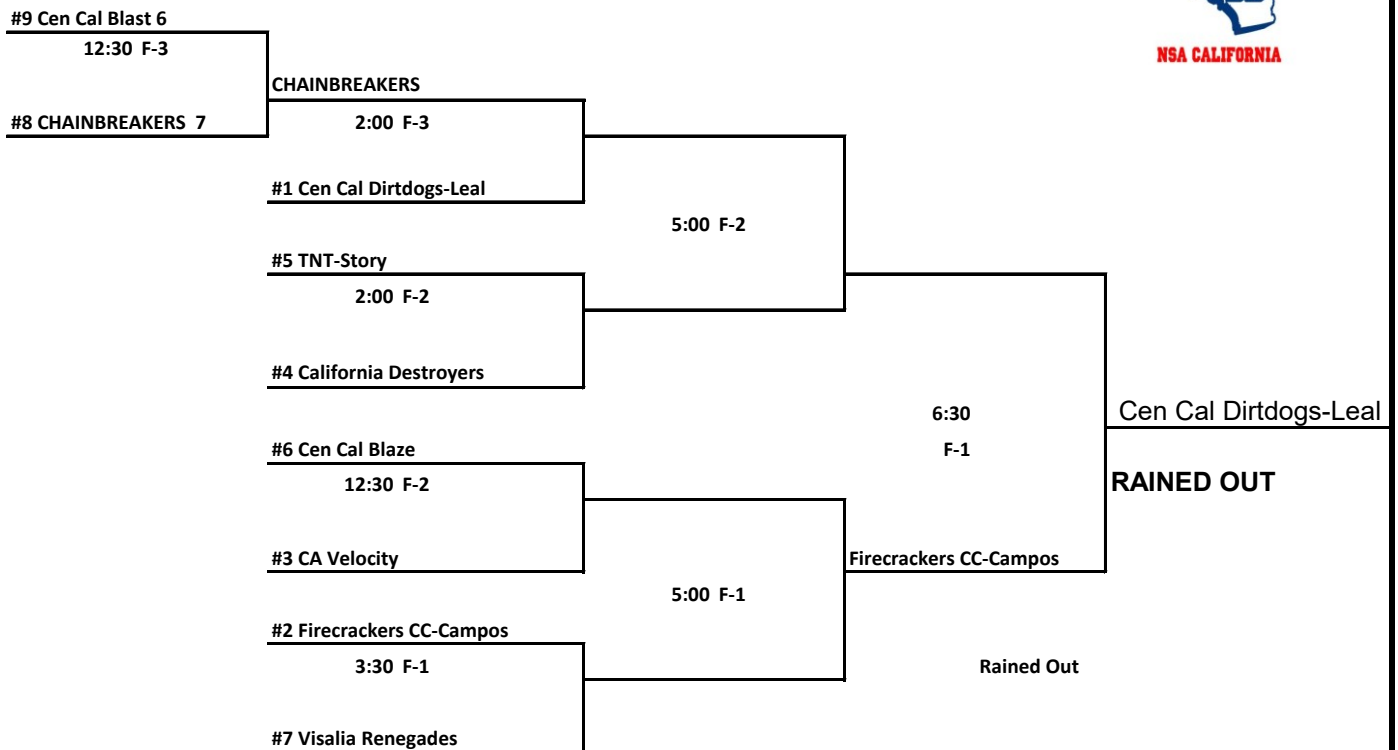 #9 Cen Cal Blast 6
12:30 F-3
NSA CALIFORNIA
CHAINBREAKERS
#8 CHAINBREAKERS 7
2:00 F-3
#1 Cen Cal Dirtdogs-Leal
5:00 F-2
#5 TNT-Story
2:00 F-2
#4 California Destroyers
6:30
Cen Cal Dirtdogs-Leal
#6 Cen Cal Blaze
F-1
12:30 F-2
RAINED OUT
#3 CA Velocity
Firecrackers CC-Campos
5:00 F-1
#2 Firecrackers CC-Campos
3:30 F-1
Rained Out
#7 Visalia Renegades